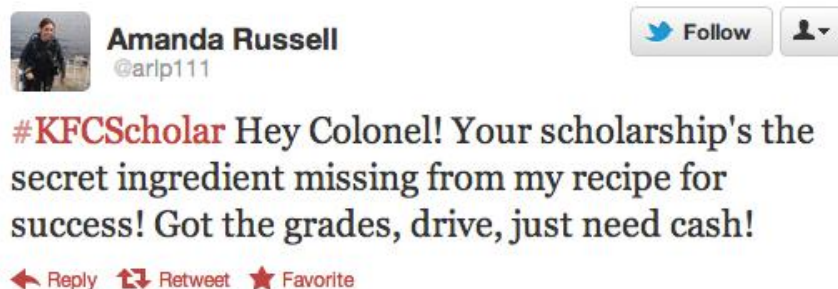 Amanda Russell
@arlp111
Follow
#KFCScholar Hey Colonel! Your scholarship's the
secret ingredient missing from my recipe for
success! Got the grades, drive, just need cash!
Reply Retweet Favorite